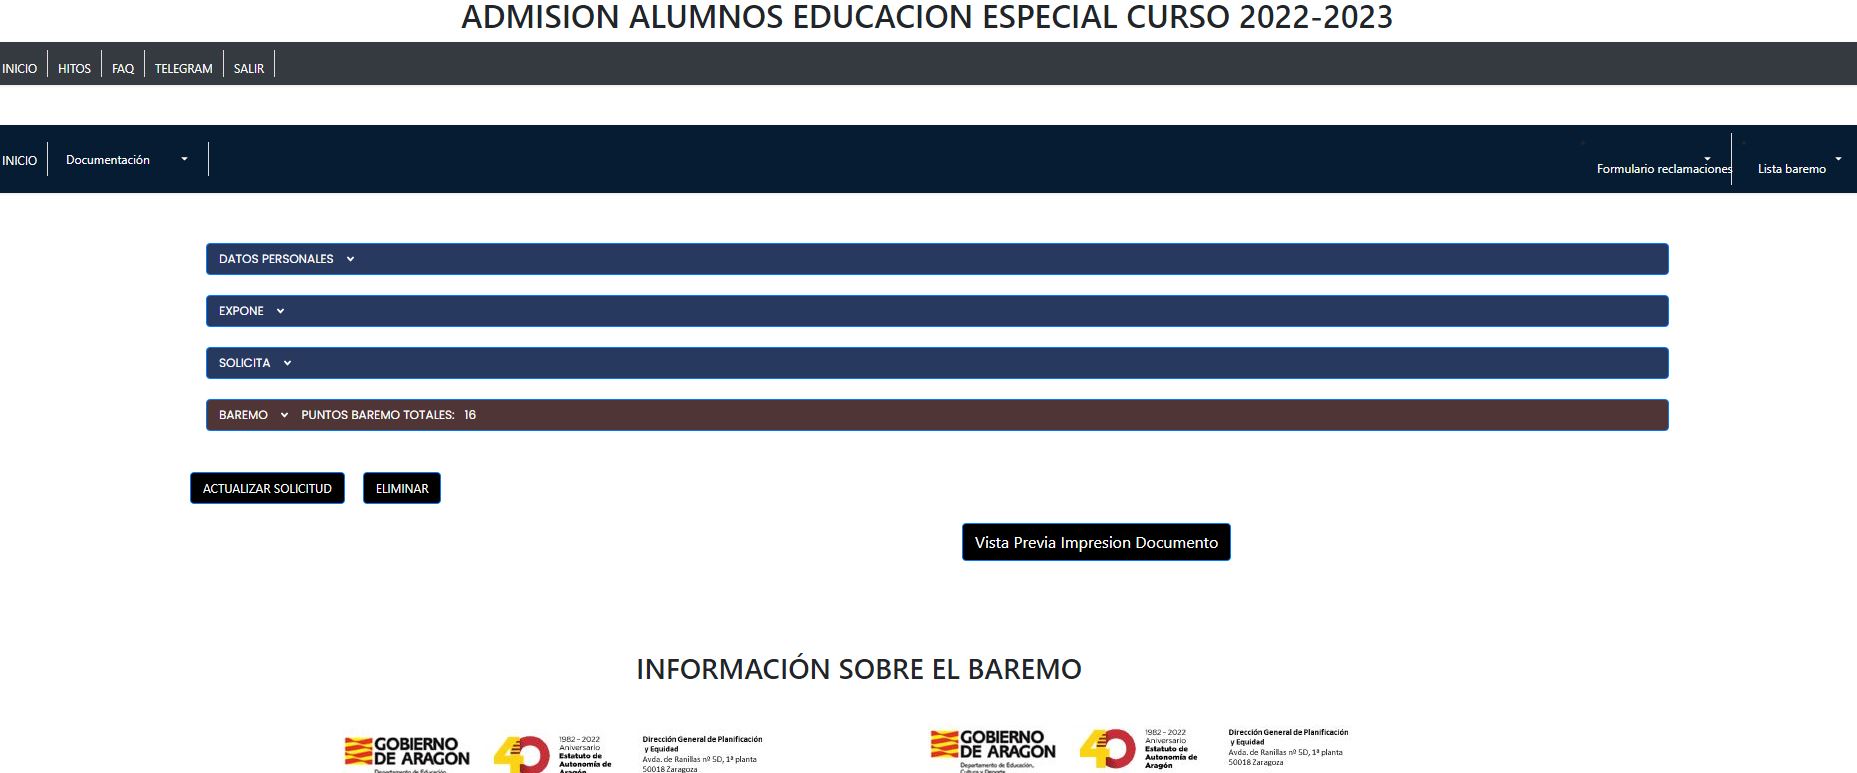 ADMISION ALUMNOS EDUCACION ESPECIAL CURSO 2022-2023
INICIO HITOS FAQ TELEGRAM SALIR
INICIO Documentación Formulario reclamaciones Lista baremo
DATOS PERSONALES
EXPONE
SOLICITA
BAREMO PUNTOS BAREMO TOTALES: 16
ACTUALIZAR SOLICITUD ELIMINAR
Vista Previa Impresion Documento
INFORMACIÓN SOBRE EL BAREMO
GOBIERNO
DE ARAGON
Departamento de Educación,
40
1982 - 2022
Aniversario
Estatuto de
Autonomía de
Aragón
Dirección General de Planificación
y Equidad
Avda. de Ranillas nº 5D, 1ª planta
50018 Zaragoza
GOBIERNO
DE ARAGON
Departamento de Educación,
Cultura y Deporte
40
1982 - 2022
Aniversario
Estatuto de
Autonomía de
Aragón
Dirección General de Planificación
y Equidad
Avda. de Ranillas nº 5D, 1ª planta
50018 Zaragoza